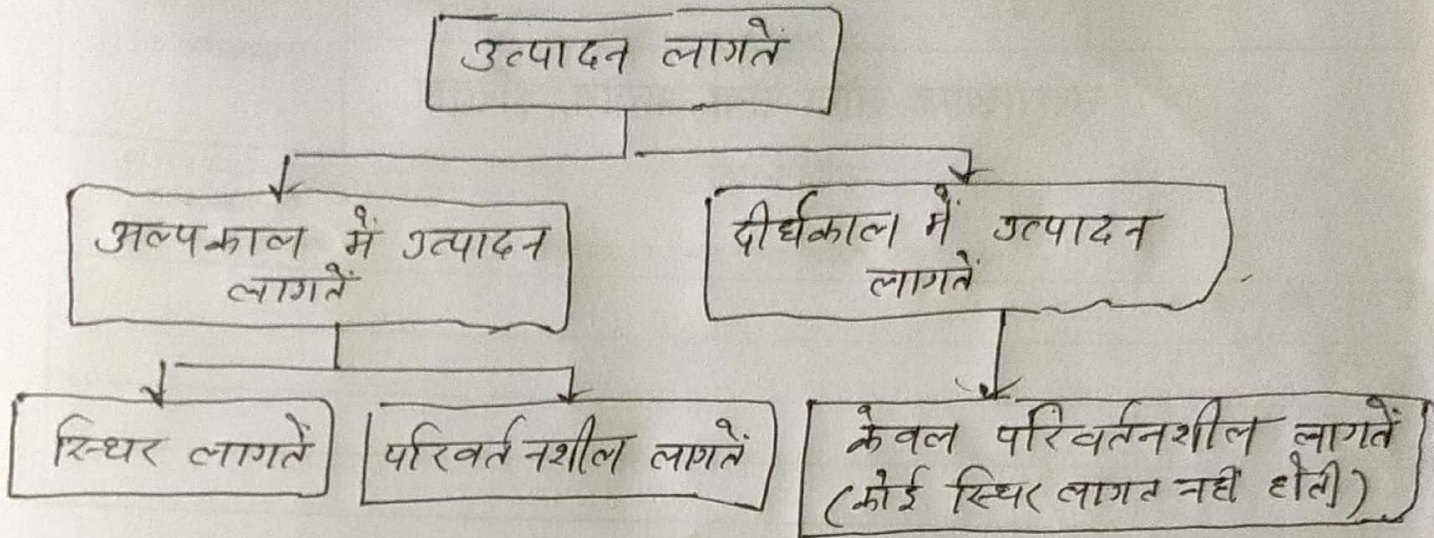 उत्पादन लागतें
अल्पकाल में उत्पादन
लागतें
दीर्घकाल में उत्पादन
लागतें
स्थिर लागतें
परिवर्तनशील लागतें
केवल परिवर्तनशील लागतें
(कोई स्थिर लागत नहीं होती)